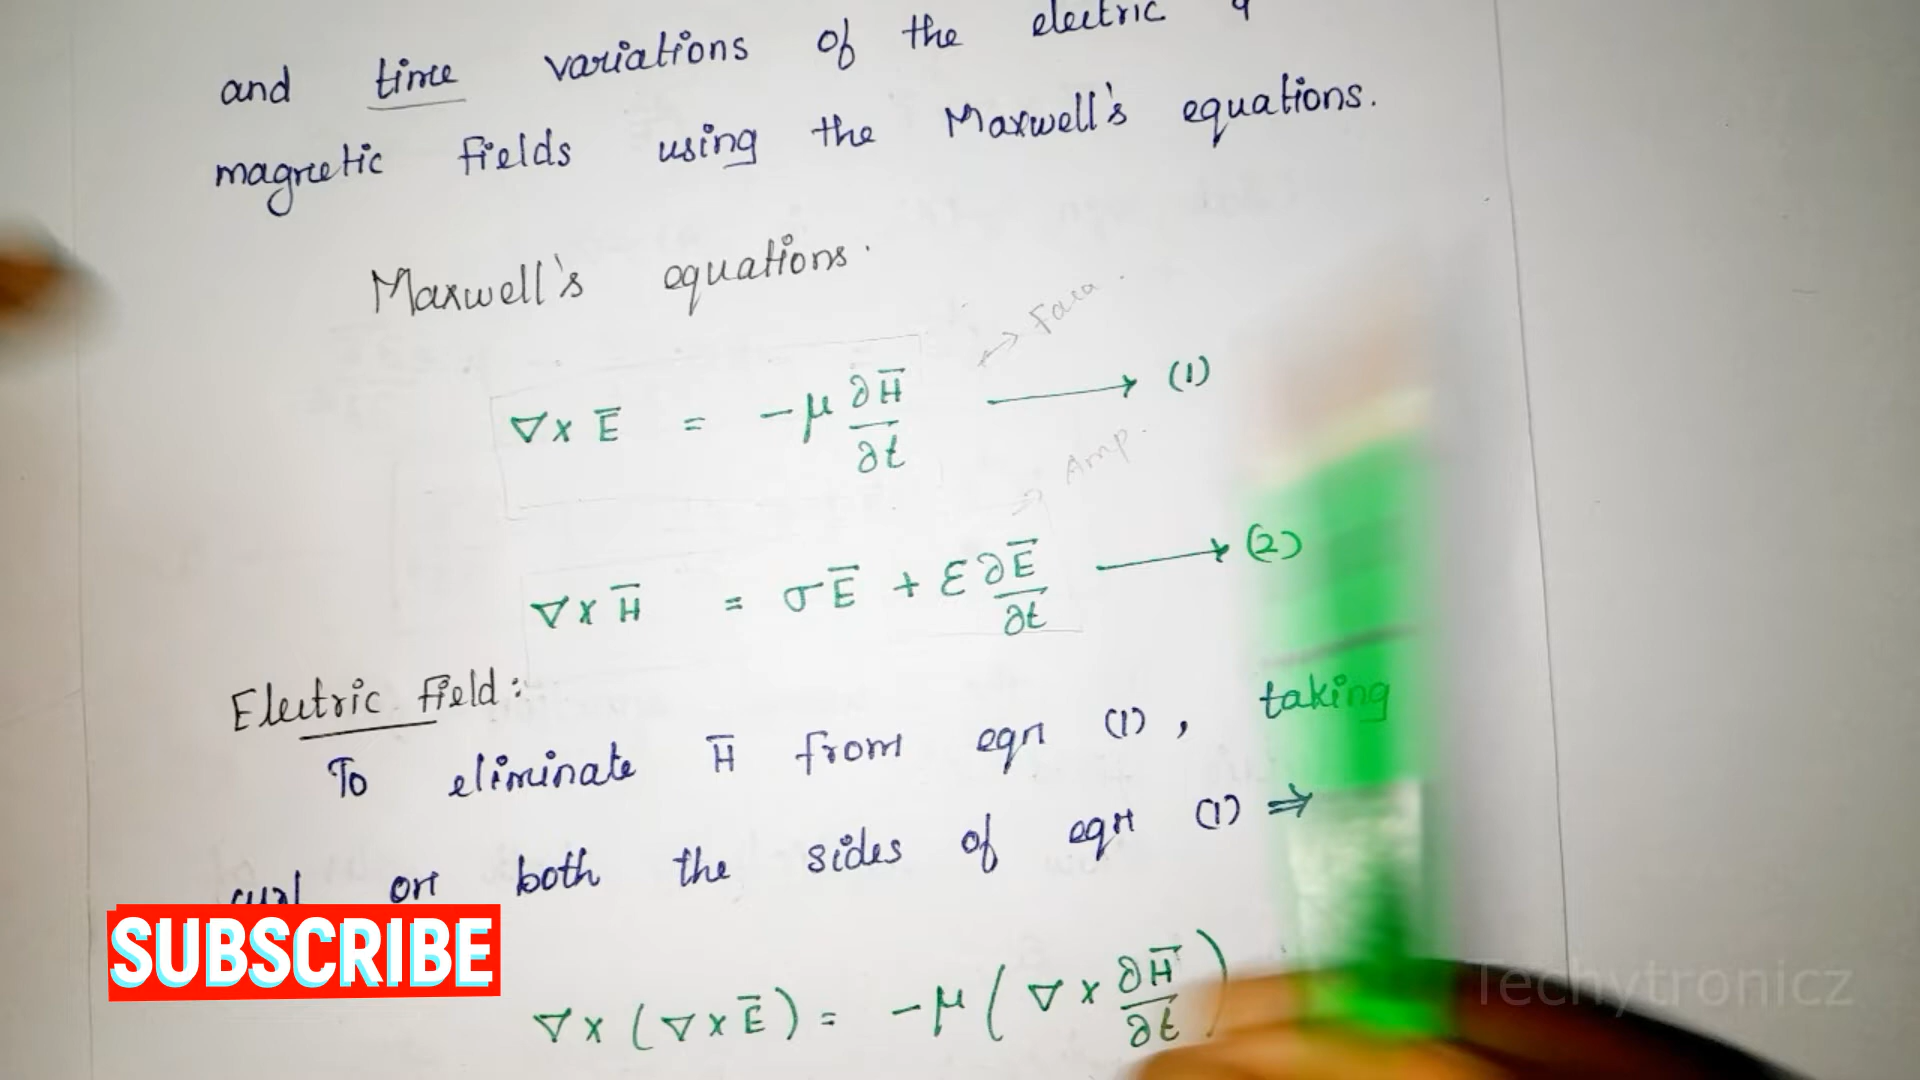 and time variations of the electric &
magnetic fields using the Maxwell's equations.
Maxwell's equations.
→ Fara
∇ x E̅ = -μ ∂H̅/∂t → (1)
→ Amp.
∇ x H̅ = σE̅ + ε ∂E̅/∂t → (2)
Electric field:
To eliminate H̅ from eqn (1), taking
curl on both the sides of eqn (1) ⇒
SUBSCRIBE
∇ x (∇ x E̅) = -μ (∇ x ∂H̅/∂t)
Techytronicz